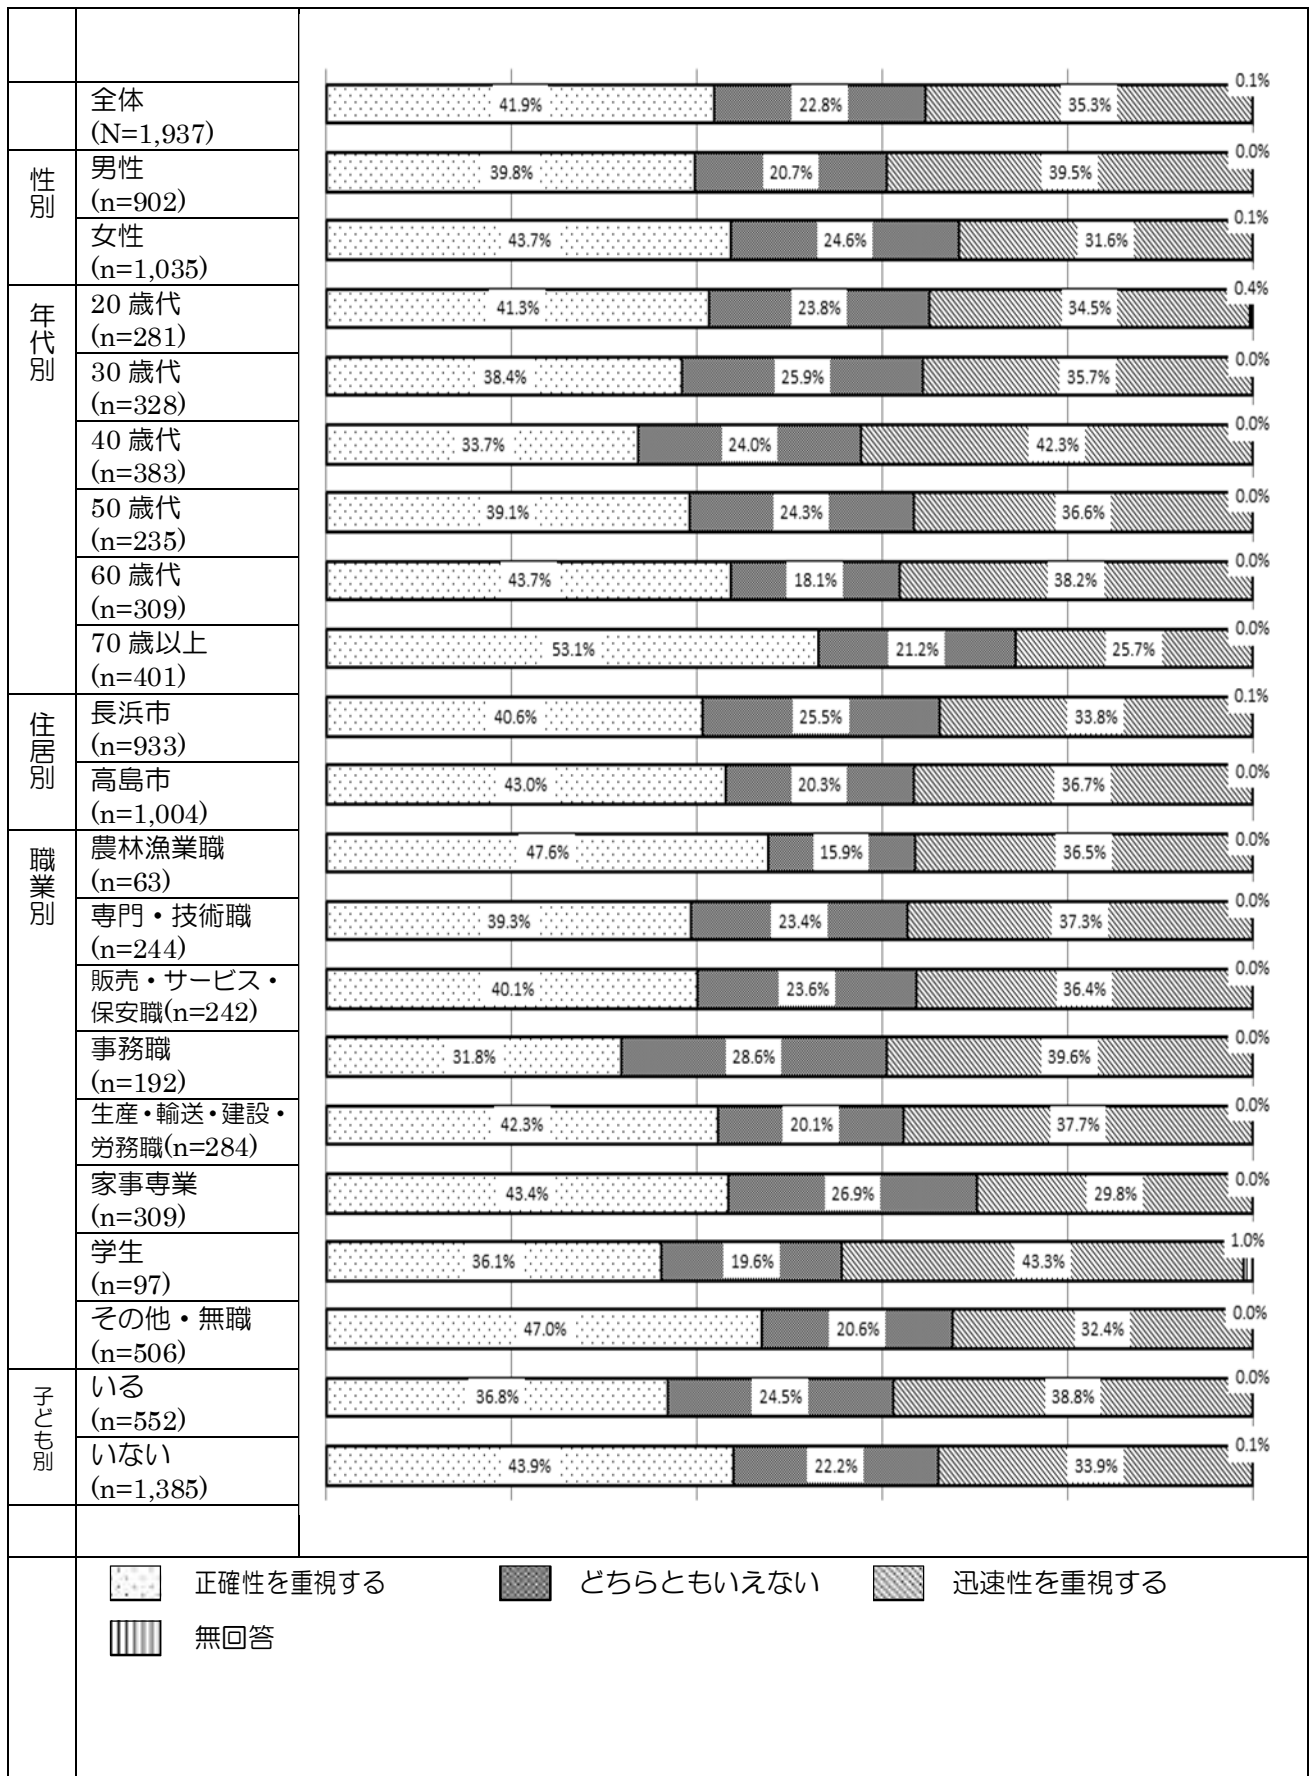 0.1%
全体
(N=1,937)
41.9%
22.8%
35.3%
性別
男性
(n=902)
39.8%
20.7%
39.5%
0.0%
女性
(n=1,035)
43.7%
24.6%
31.6%
0.1%
年代別
20 歳代
(n=281)
41.3%
23.8%
34.5%
0.4%
30 歳代
(n=328)
38.4%
25.9%
35.7%
0.0%
40 歳代
(n=383)
33.7%
24.0%
42.3%
0.0%
50 歳代
(n=235)
39.1%
24.3%
36.6%
0.0%
60 歳代
(n=309)
43.7%
18.1%
38.2%
0.0%
70 歳以上
(n=401)
53.1%
21.2%
25.7%
0.0%
住居別
長浜市
(n=933)
40.6%
25.5%
33.8%
0.1%
高島市
(n=1,004)
43.0%
20.3%
36.7%
0.0%
職業別
農林漁業職
(n=63)
47.6%
15.9%
36.5%
0.0%
専門・技術職
(n=244)
39.3%
23.4%
37.3%
0.0%
販売・サービス・
保安職(n=242)
40.1%
23.6%
36.4%
0.0%
事務職
(n=192)
31.8%
28.6%
39.6%
0.0%
生産・輸送・建設・
労務職(n=284)
42.3%
20.1%
37.7%
0.0%
家事専業
(n=309)
43.4%
26.9%
29.8%
0.0%
学生
(n=97)
36.1%
19.6%
43.3%
1.0%
その他・無職
(n=506)
47.0%
20.6%
32.4%
0.0%
子ども別
いる
(n=552)
36.8%
24.5%
38.8%
0.0%
いない
(n=1,385)
43.9%
22.2%
33.9%
0.1%
正確性を重視する
どちらともいえない
迅速性を重視する
無回答